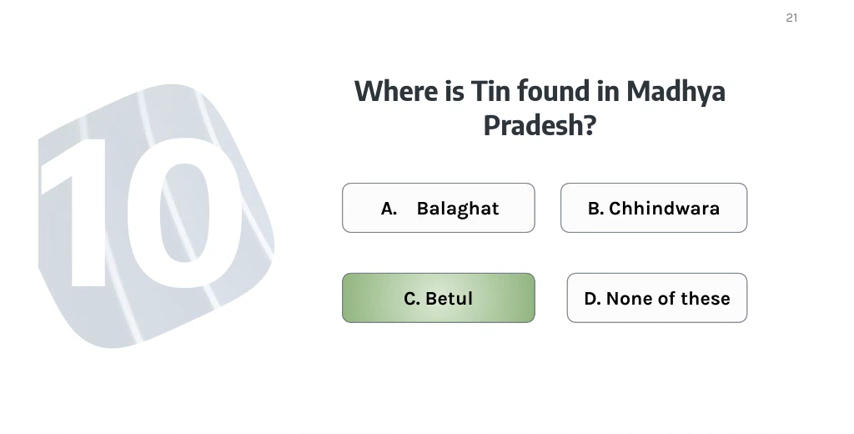 21
10
Where is Tin found in Madhya
Pradesh?
A. Balaghat
B. Chhindwara
C. Betul
D. None of these